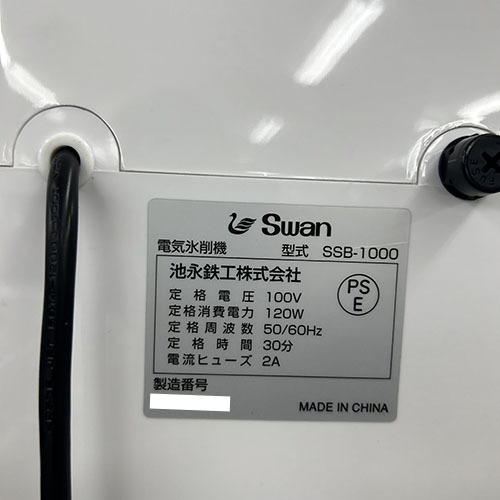 Swan
電気氷削機 型式 SSB-1000
池永鉄工株式会社
定格電圧 100V
定格消費電力 120W
定格周波数 50/60Hz
定格時間 30分
電流ヒューズ 2A
PS
E
製造番号
MADE IN CHINA